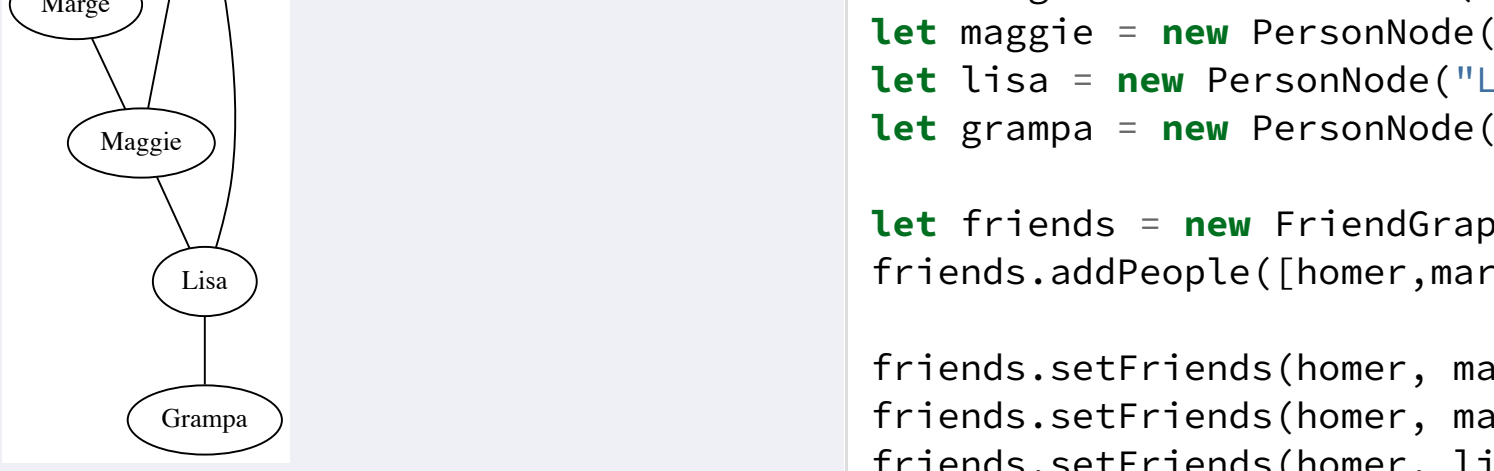 Marge
Maggie
Lisa
Grampa
let maggie = new PersonNode(
let lisa = new PersonNode("L
let grampa = new PersonNode(
let friends = new FriendGrap
friends.addPeople([homer,mar
friends.setFriends(homer, ma
friends.setFriends(homer, ma
friends.setFriends(homer, li